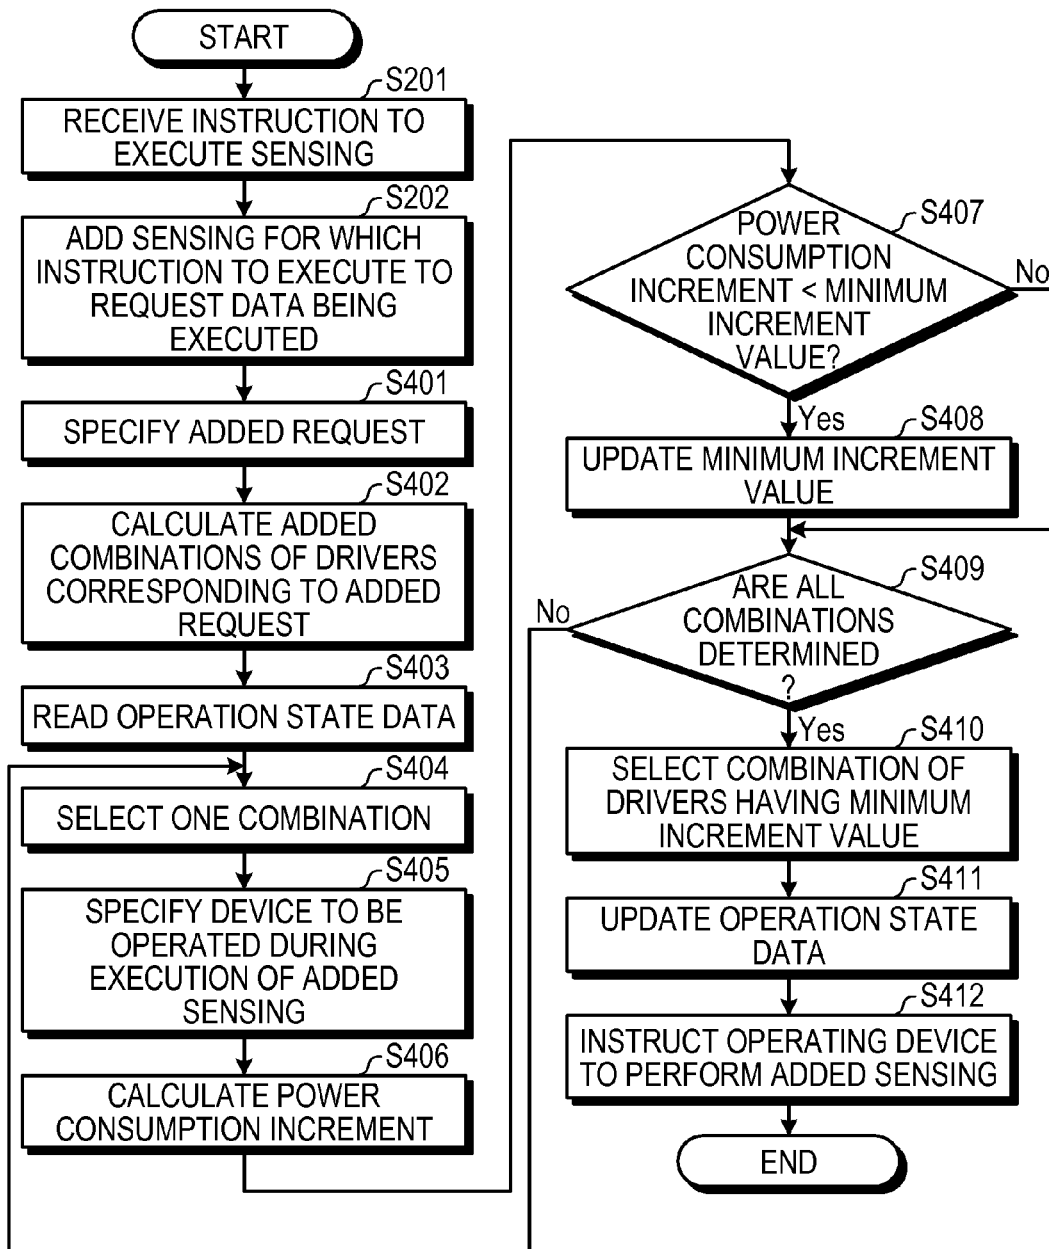 START
S201
RECEIVE INSTRUCTION TO
EXECUTE SENSING
S202
ADD SENSING FOR WHICH
INSTRUCTION TO EXECUTE TO
REQUEST DATA BEING
EXECUTED
S401
SPECIFY ADDED REQUEST
S402
CALCULATE ADDED
COMBINATIONS OF DRIVERS
CORRESPONDING TO ADDED
REQUEST
S403
READ OPERATION STATE DATA
S404
SELECT ONE COMBINATION
S405
SPECIFY DEVICE TO BE
OPERATED DURING
EXECUTION OF ADDED
SENSING
S406
CALCULATE POWER
CONSUMPTION INCREMENT
S407
POWER
CONSUMPTION
INCREMENT < MINIMUM
INCREMENT
VALUE?
No
Yes
S408
UPDATE MINIMUM INCREMENT
VALUE
S409
ARE ALL
COMBINATIONS
DETERMINED
?
No
Yes
S410
SELECT COMBINATION OF
DRIVERS HAVING MINIMUM
INCREMENT VALUE
S411
UPDATE OPERATION STATE
DATA
S412
INSTRUCT OPERATING DEVICE
TO PERFORM ADDED SENSING
END